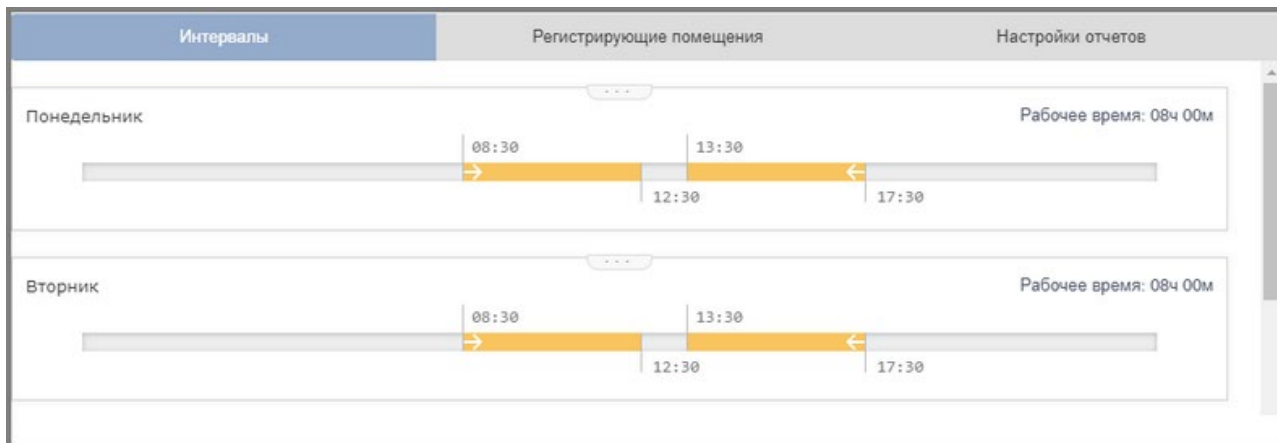 Интервалы Регистрирующие помещения Настройки отчетов
Понедельник Рабочее время: 08ч 00м
08:30 13:30
12:30 17:30
Вторник Рабочее время: 08ч 00м
08:30 13:30
12:30 17:30